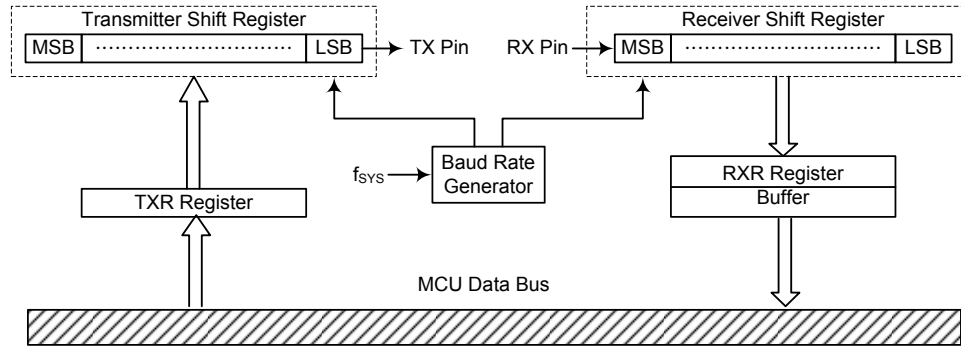 Transmitter Shift Register
Receiver Shift Register
MSB ........................... LSB
TX Pin
RX Pin
MSB ........................... LSB
fSYS
Baud Rate
Generator
TXR Register
RXR Register
Buffer
MCU Data Bus